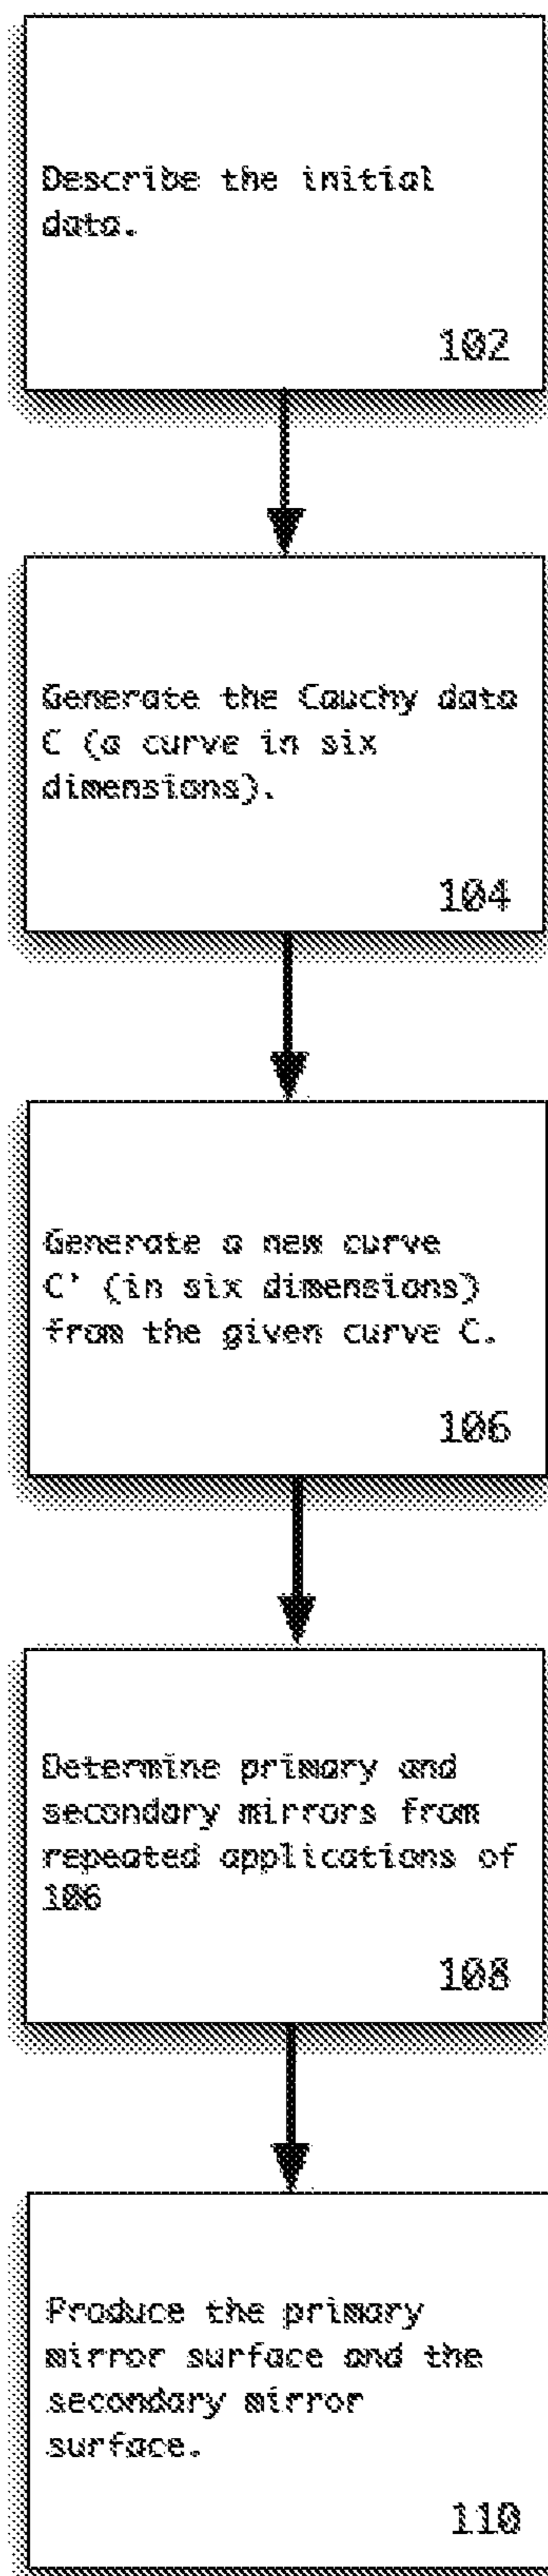 Describe the initial
data.
102
Generate the Cauchy data
C (a curve in six
dimensions).
104
Generate a new curve
C' (in six dimensions)
from the given curve C.
106
Determine primary and
secondary mirrors from
repeated applications of
106
108
Produce the primary
mirror surface and the
secondary mirror
surface.
110